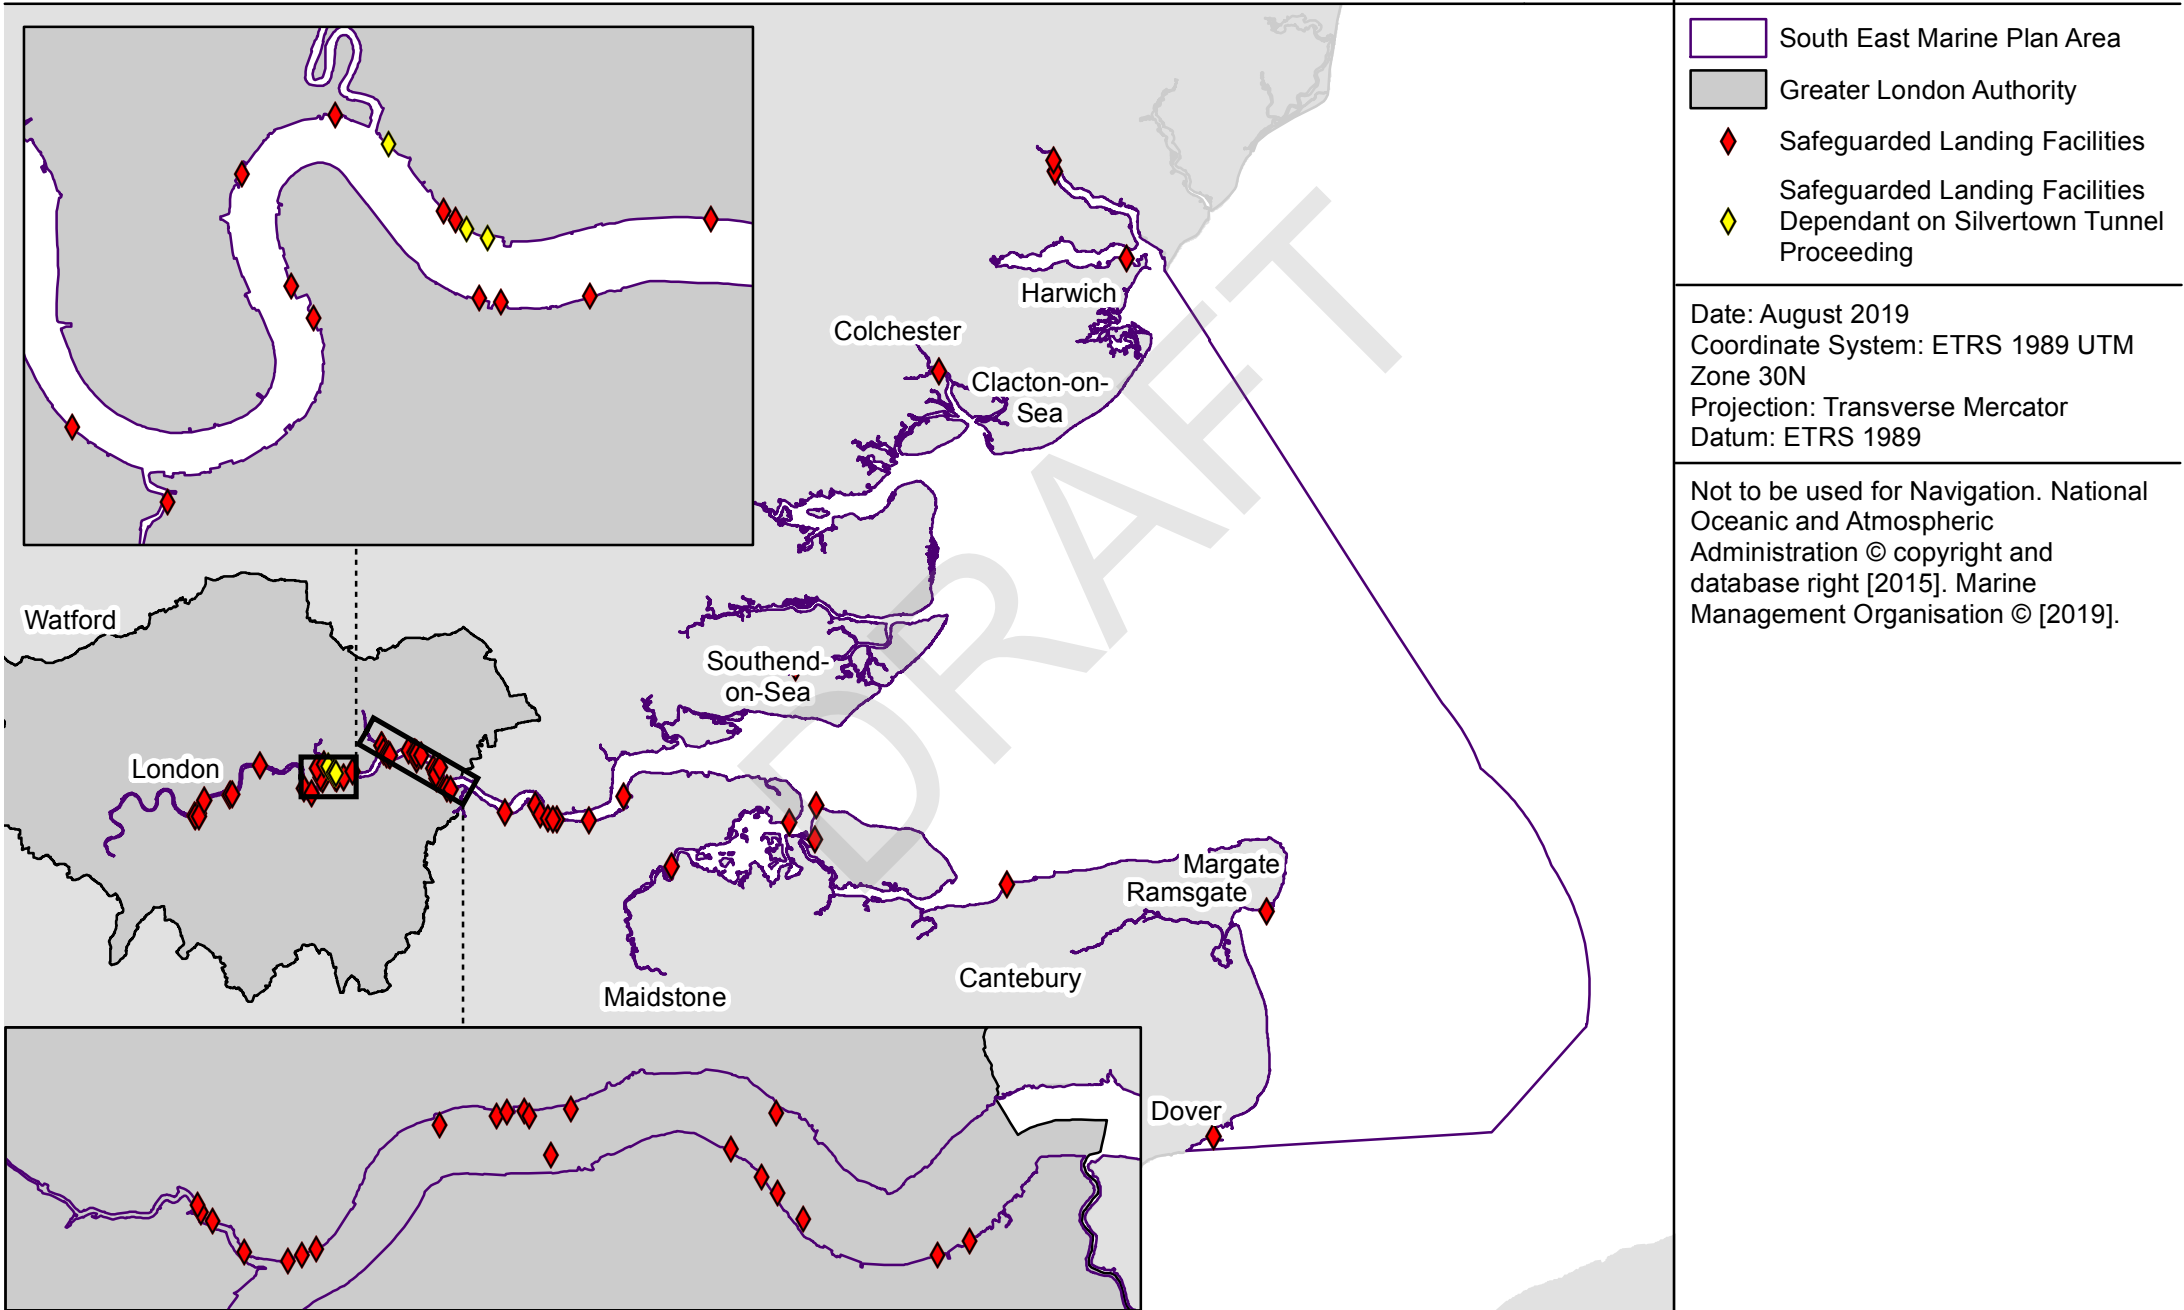 South East Marine Plan Area
Greater London Authority
Safeguarded Landing Facilities
Safeguarded Landing Facilities
Dependant on Silvertown Tunnel
Proceeding
Date: August 2019
Coordinate System: ETRS 1989 UTM
Zone 30N
Projection: Transverse Mercator
Datum: ETRS 1989
Not to be used for Navigation. National
Oceanic and Atmospheric
Administration © copyright and
database right [2015]. Marine
Management Organisation © [2019].
Harwich
Colchester
Clacton-on-
Sea
Watford
Southend-
on-Sea
London
Margate
Ramsgate
Cantebury
Maidstone
Dover
DRAFT